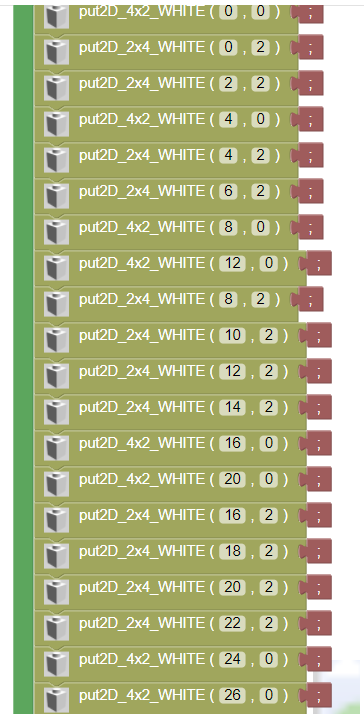 put2D_4x2_WHITE ( 0 , 0 ) ;
put2D_2x4_WHITE ( 0 , 2 ) ;
put2D_2x4_WHITE ( 2 , 2 ) ;
put2D_4x2_WHITE ( 4 , 0 ) ;
put2D_2x4_WHITE ( 4 , 2 ) ;
put2D_2x4_WHITE ( 6 , 2 ) ;
put2D_4x2_WHITE ( 8 , 0 ) ;
put2D_4x2_WHITE ( 12 , 0 ) ;
put2D_2x4_WHITE ( 8 , 2 ) ;
put2D_2x4_WHITE ( 10 , 2 ) ;
put2D_2x4_WHITE ( 12 , 2 ) ;
put2D_2x4_WHITE ( 14 , 2 ) ;
put2D_4x2_WHITE ( 16 , 0 ) ;
put2D_4x2_WHITE ( 20 , 0 ) ;
put2D_2x4_WHITE ( 16 , 2 ) ;
put2D_2x4_WHITE ( 18 , 2 ) ;
put2D_2x4_WHITE ( 20 , 2 ) ;
put2D_2x4_WHITE ( 22 , 2 ) ;
put2D_4x2_WHITE ( 24 , 0 ) ;
put2D_4x2_WHITE ( 26 , 0 ) ;